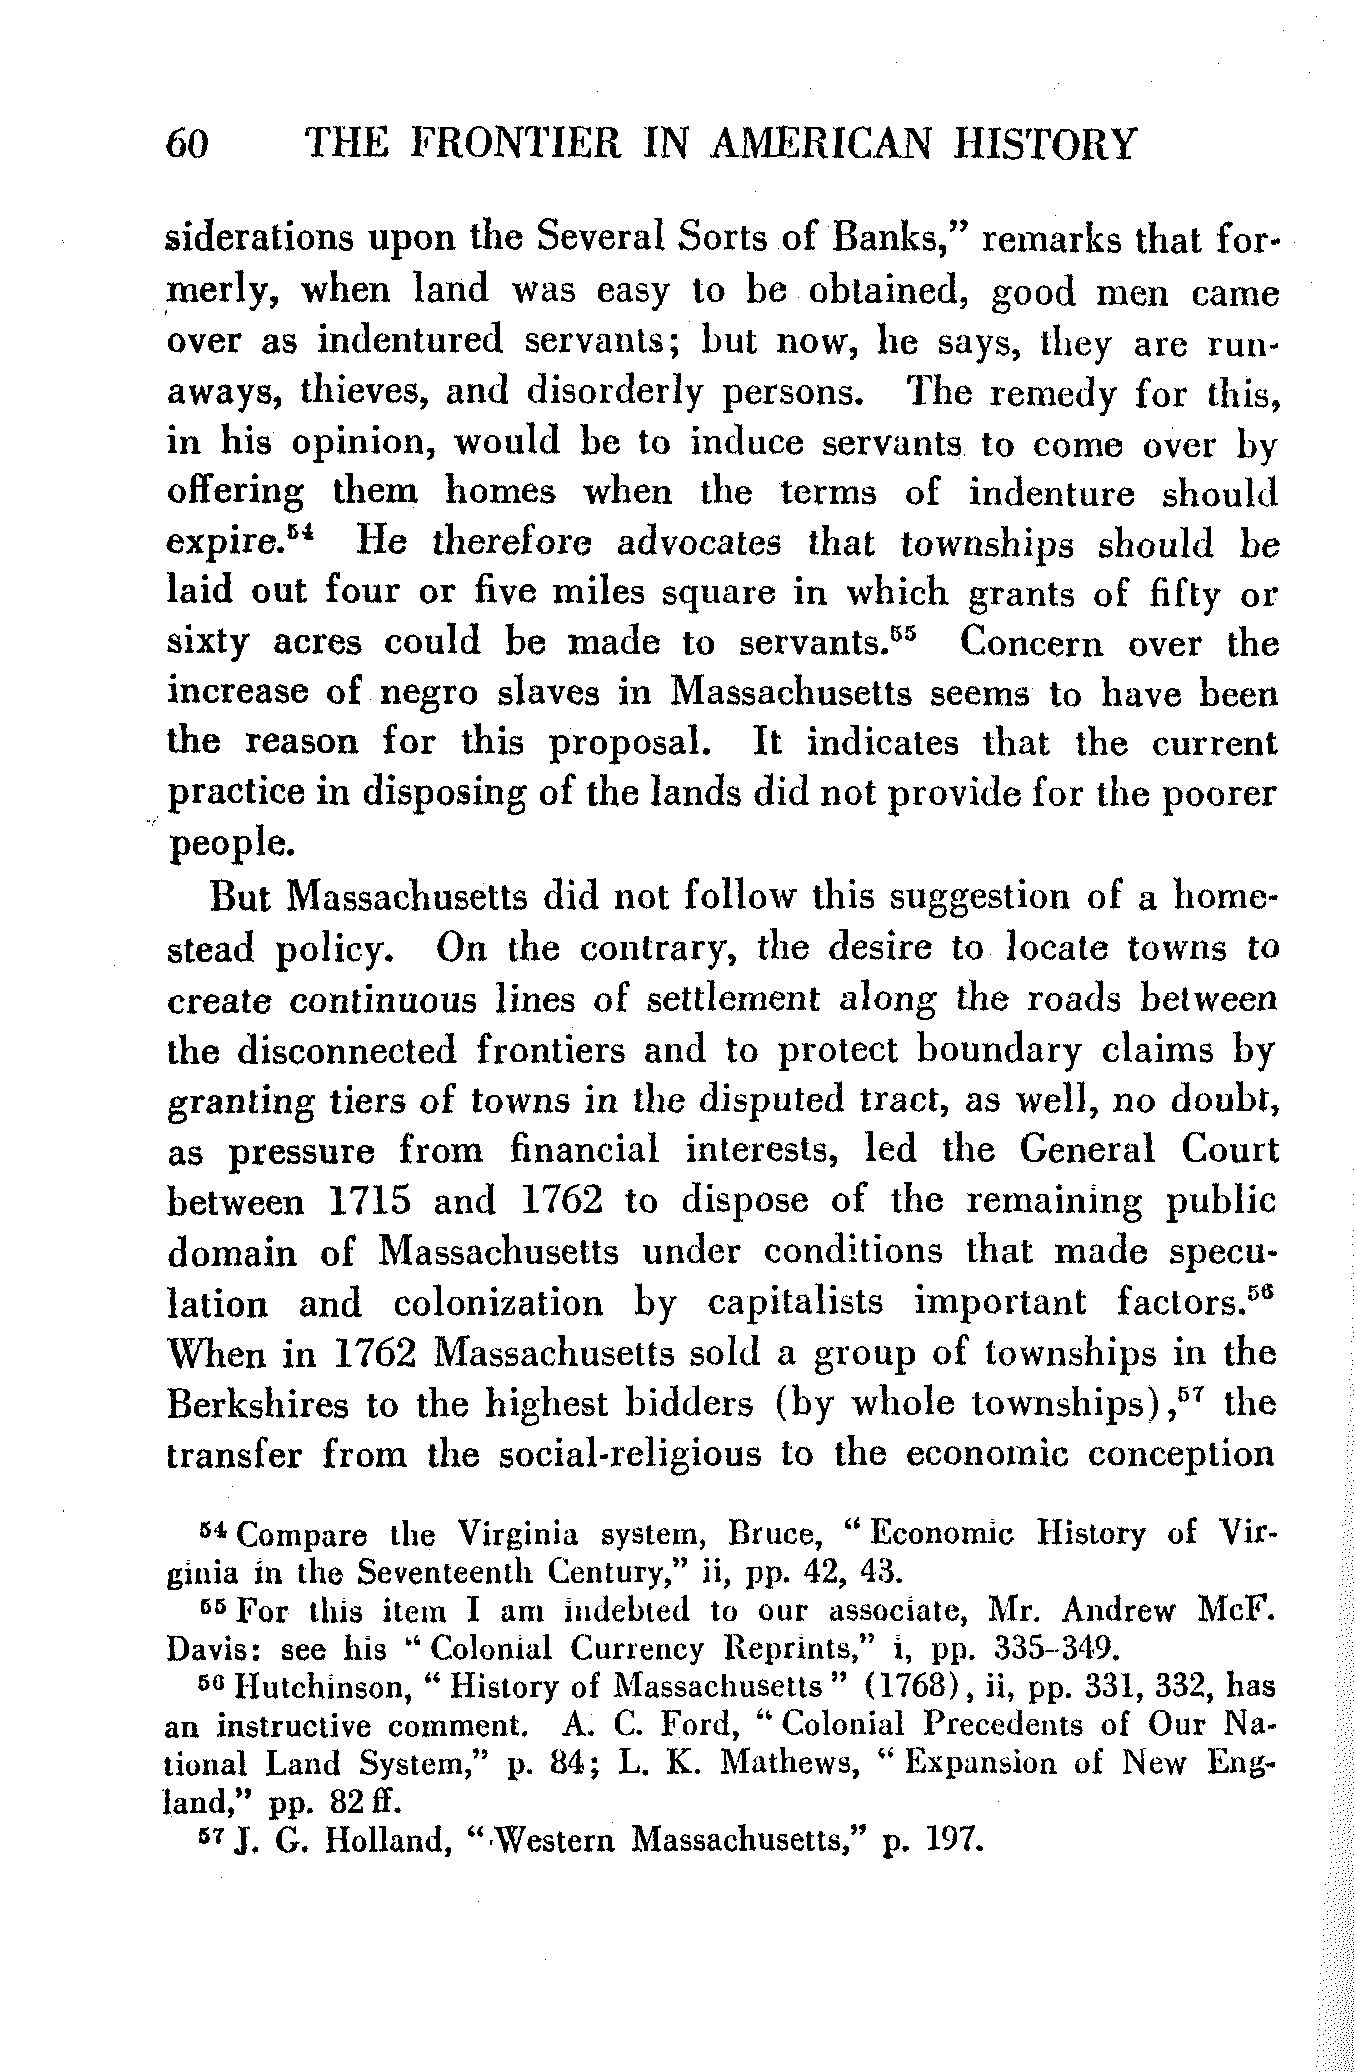 60 THE FRONTIER IN AMERICAN HISTORY
siderations upon the Several Sorts of Banks,” remarks that for-
merly, when land was easy to be obtained, good men came
over as indentured servants; but now, he says, they are run-
aways, thieves, and disorderly persons. The remedy for this,
in his opinion, would be to induce servants to come over by
offering them homes when the terms of indenture should
expire.⁵⁴ He therefore advocates that townships should be
laid out four or five miles square in which grants of fifty or
sixty acres could be made to servants.⁵⁵ Concern over the
increase of negro slaves in Massachusetts seems to have been
the reason for this proposal. It indicates that the current
practice in disposing of the lands did not provide for the poorer
people.
But Massachusetts did not follow this suggestion of a home-
stead policy. On the contrary, the desire to locate towns to
create continuous lines of settlement along the roads between
the disconnected frontiers and to protect boundary claims by
granting tiers of towns in the disputed tract, as well, no doubt,
as pressure from financial interests, led the General Court
between 1715 and 1762 to dispose of the remaining public
domain of Massachusetts under conditions that made specu-
lation and colonization by capitalists important factors.⁵⁶
When in 1762 Massachusetts sold a group of townships in the
Berkshires to the highest bidders (by whole townships),⁵⁷ the
transfer from the social-religious to the economic conception
⁵⁴ Compare the Virginia system, Bruce, “Economic History of Vir-
ginia in the Seventeenth Century,” ii, pp. 42, 43.
⁵⁵ For this item I am indebted to our associate, Mr. Andrew McF.
Davis: see his “Colonial Currency Reprints,” i, pp. 335–349.
⁵⁶ Hutchinson, “History of Massachusetts” (1768), ii, pp. 331, 332, has
an instructive comment. A. C. Ford, “Colonial Precedents of Our Na-
tional Land System,” p. 84; L. K. Mathews, “Expansion of New Eng-
land,” pp. 82 ff.
⁵⁷ J. G. Holland, “Western Massachusetts,” p. 197.